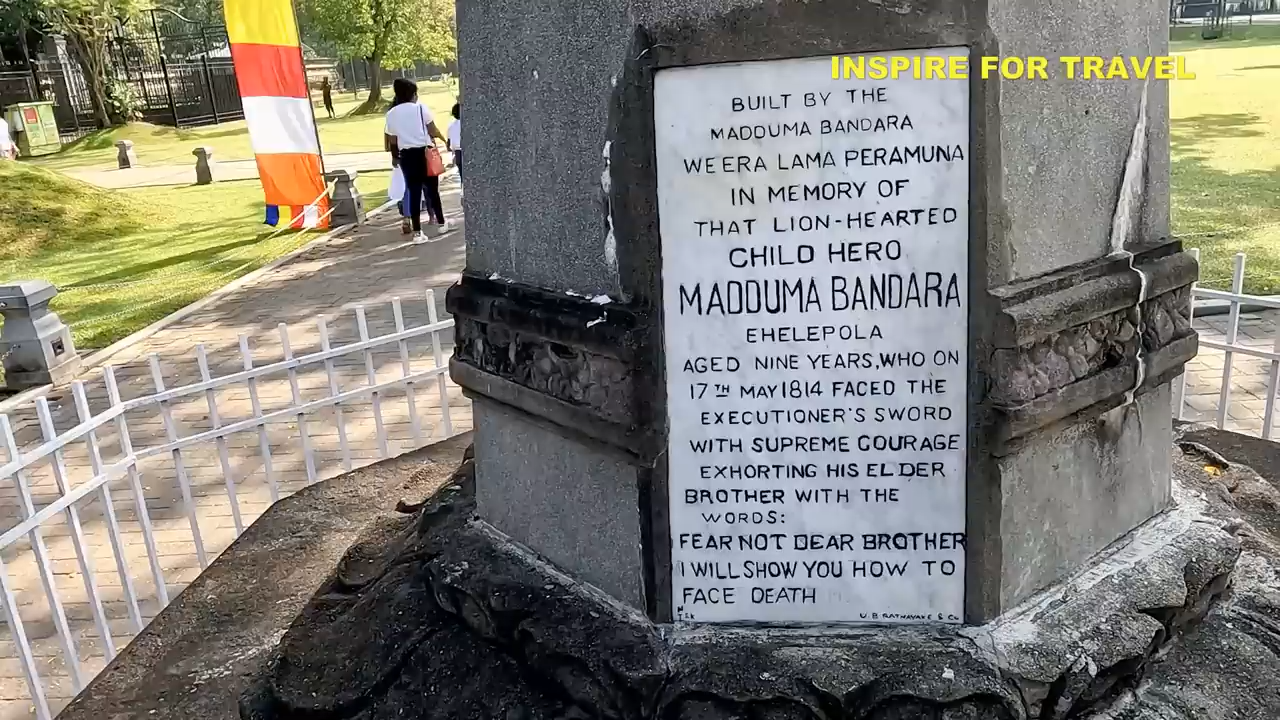 INSPIRE FOR TRAVEL
BUILT BY THE
MADDUMA BANDARA
WEERA LAMA PERAMUNA
IN MEMORY OF
THAT LION-HEARTED
CHILD HERO
MADDUMA BANDARA
EHELEPOLA
AGED NINE YEARS, WHO ON
17TH MAY 1814 FACED THE
EXECUTIONER'S SWORD
WITH SUPREME COURAGE
EXHORTING HIS ELDER
BROTHER WITH THE
WORDS:
FEAR NOT DEAR BROTHER
I WILL SHOW YOU HOW TO
FACE DEATH
U.B RATNAYAKE & Co